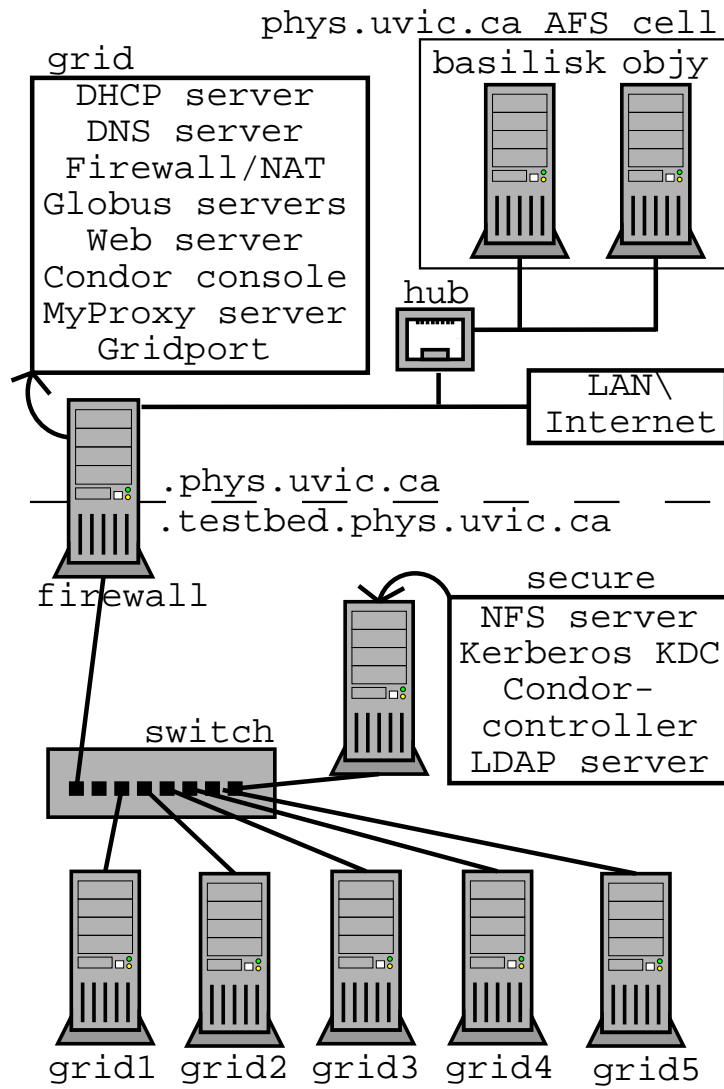 phys.uvic.ca AFS cell
grid
basilisk objy
DHCP server
DNS server
Firewall/NAT
Globus servers
Web server
Condor console
MyProxy server
Gridport
hub
LAN\
Internet
.phys.uvic.ca
.testbed.phys.uvic.ca
firewall
secure
NFS server
Kerberos KDC
Condor-
controller
LDAP server
switch
grid1 grid2 grid3 grid4 grid5